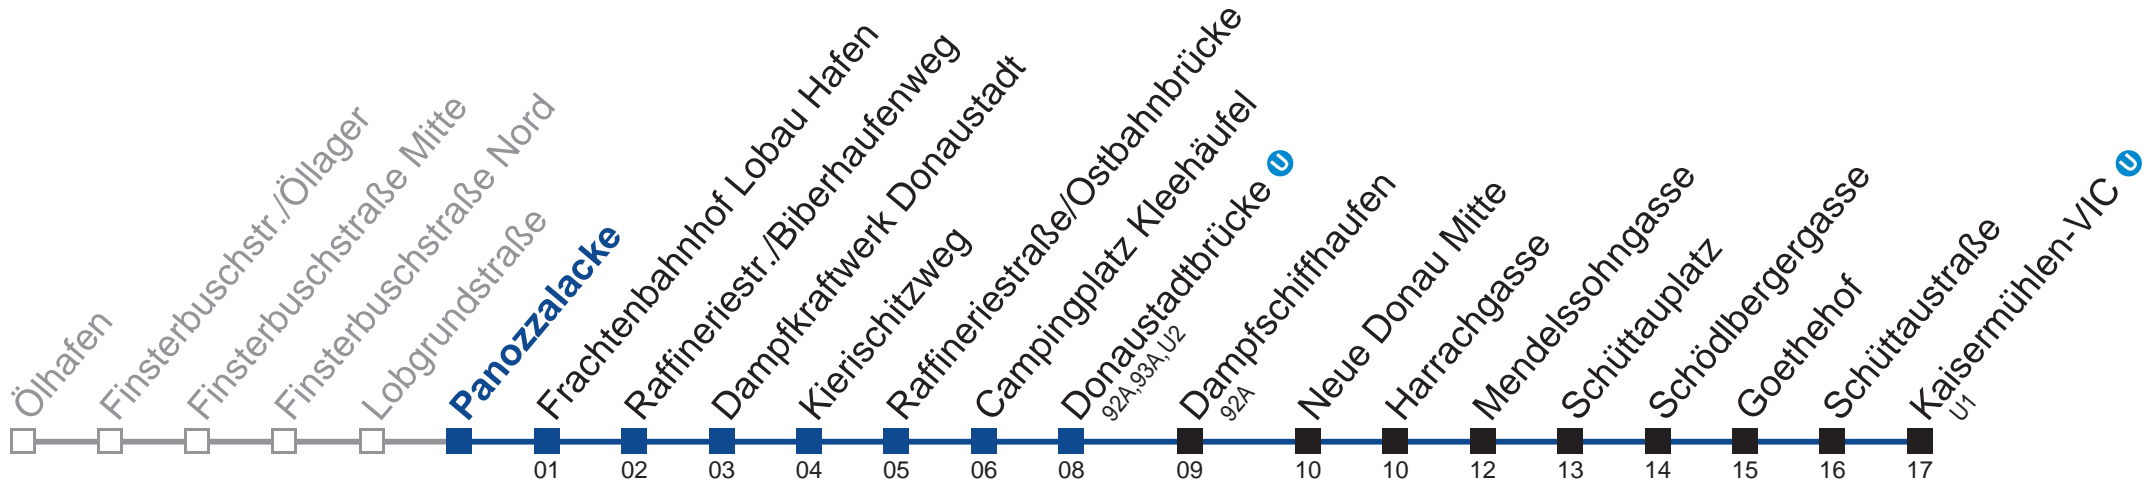 Ölhafen
Finsterbuschstr./Öllager
Finsterbuschstraße Mitte
Finsterbuschstraße Nord
Lobgrundstraße
Panozzalacke
Frachtenbahnhof Lobau Hafen
01
Raffineriestr./Biberhaufenweg
02
Dampfkraftwerk Donaustadt
03
Kierischitzweg
04
Raffineriestraße/Ostbahnbrücke
05
Campingplatz Kleehäufel
06
Donaustadtbrücke U
92A,93A,U2
08
Dampfschiffhaufen
92A
09
Neue Donau Mitte
10
Harrachgasse
10
Mendelssohngasse
12
Schüttauplatz
13
Schödlbergergasse
14
Goethehof
15
Schüttaustraße
16
Kaisermühlen-VIC U
U1
17